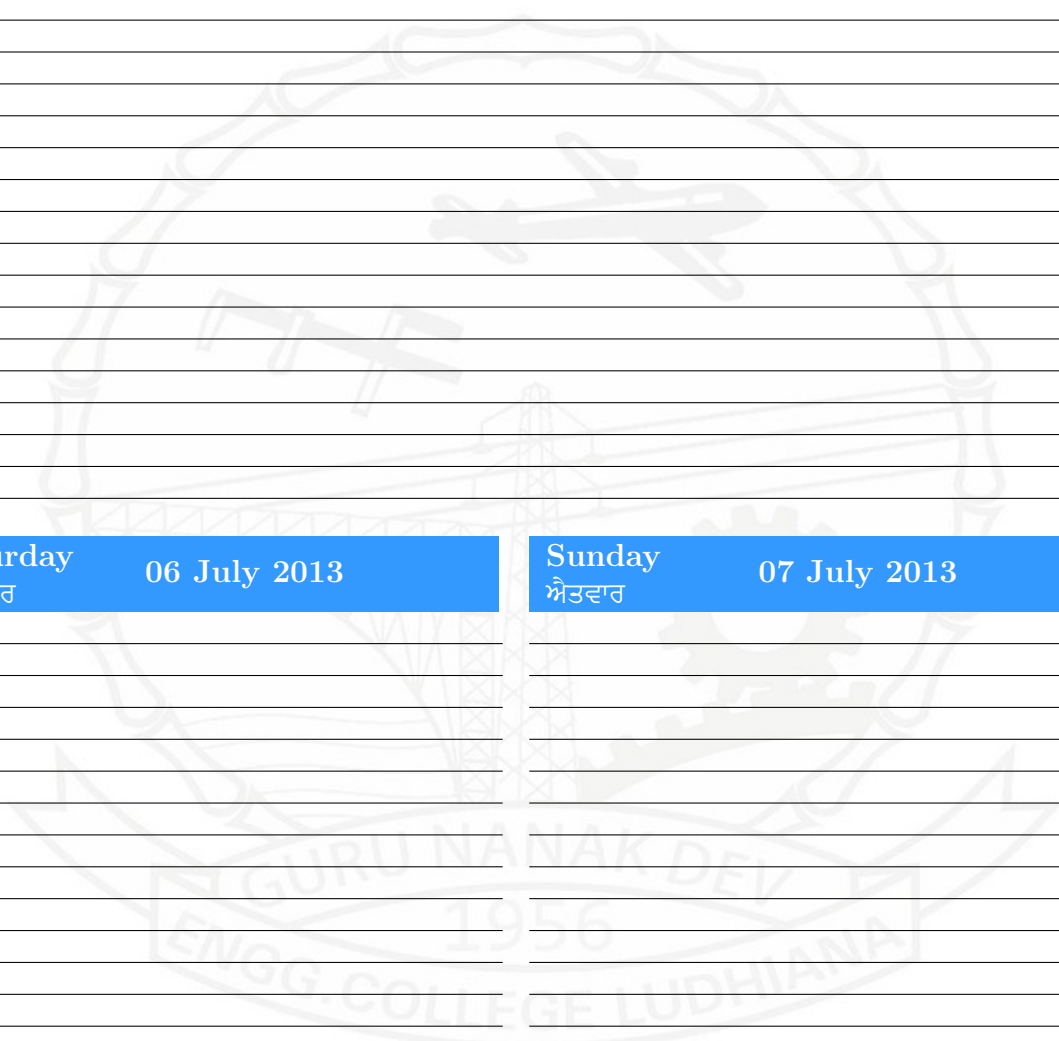 urday
ਰ
06 July 2013
Sunday
ਐਤਵਾਰ
07 July 2013
GURU NANAK DEV
1956
ENGG.COLLEGE LUDHIANA